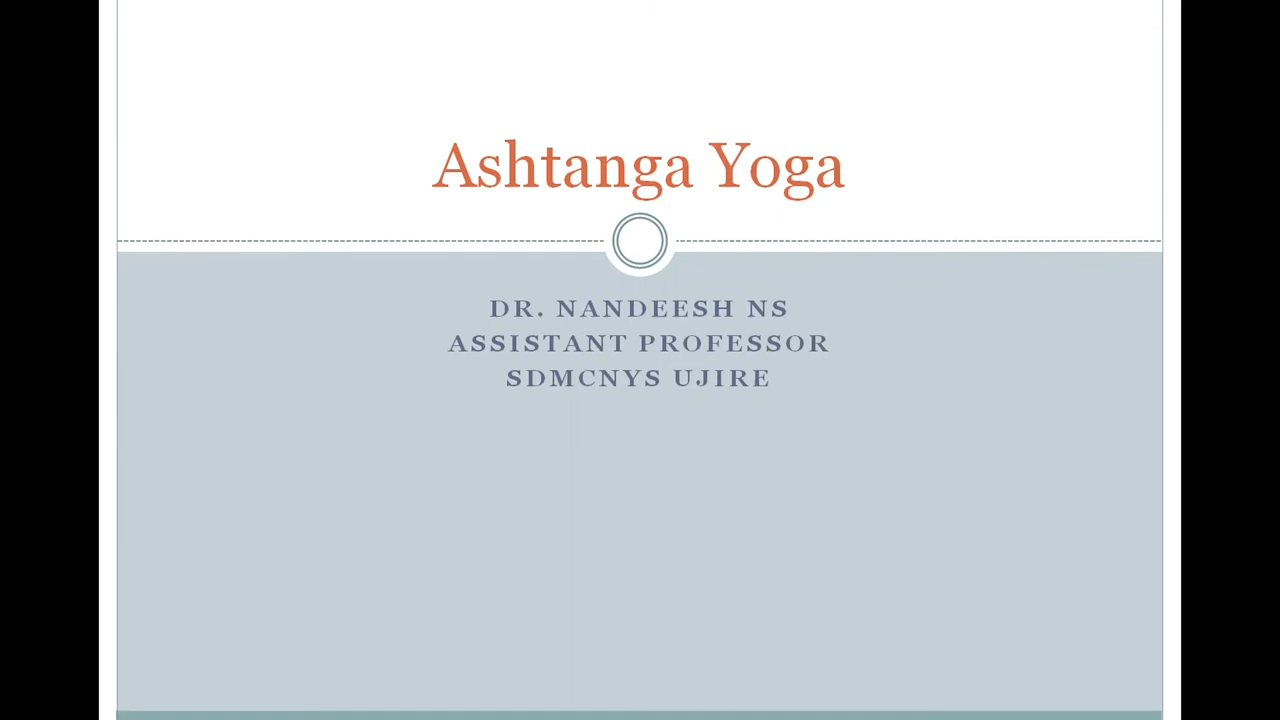 Ashtanga Yoga
DR. NANDEESH NS
ASSISTANT PROFESSOR
SDMCNYS UJIRE